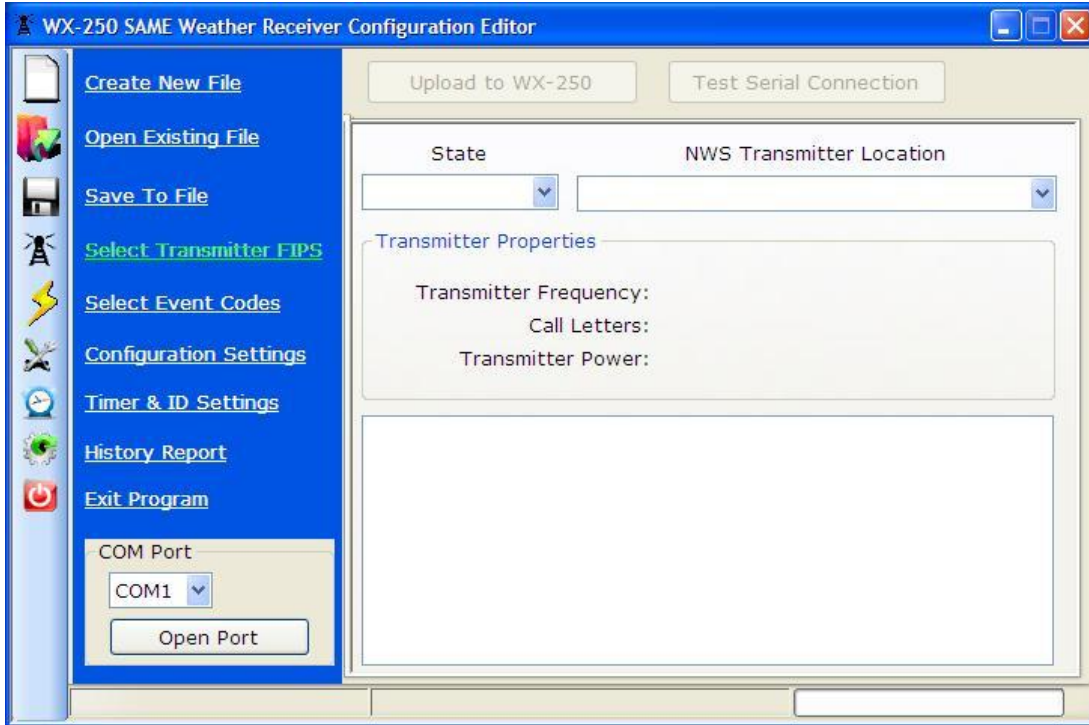 WX-250 SAME Weather Receiver Configuration Editor
Create New File
Open Existing File
Save To File
Select Transmitter FIPS
Select Event Codes
Configuration Settings
Timer & ID Settings
History Report
Exit Program
COM Port
COM1
Open Port
Upload to WX-250
Test Serial Connection
State
NWS Transmitter Location
Transmitter Properties
Transmitter Frequency:
Call Letters:
Transmitter Power: